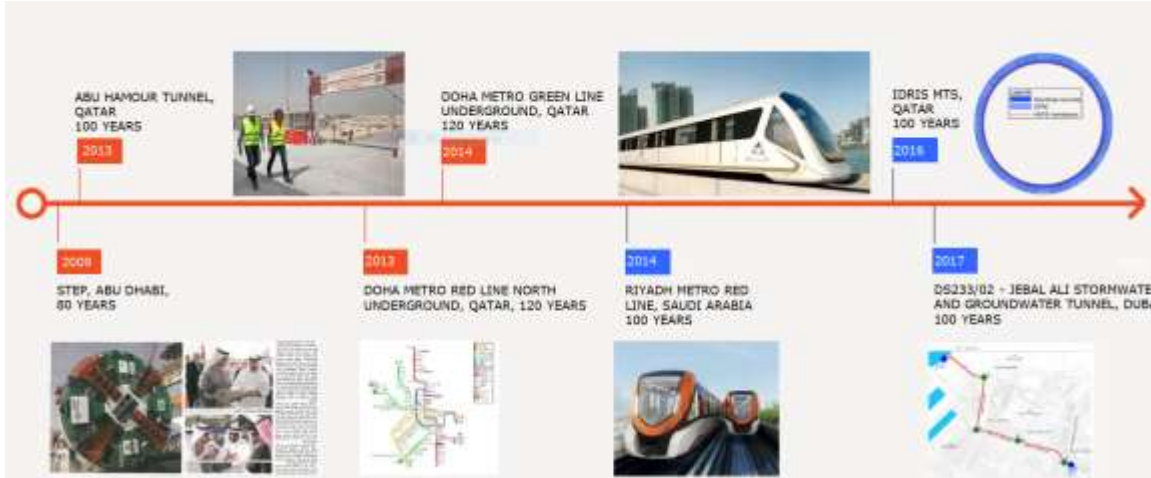 ABU HAMOUR TUNNEL,
QATAR
100 YEARS
2013
DOHA METRO GREEN LINE
UNDERGROUND, QATAR
120 YEARS
2014
IDRIS MTS,
QATAR
100 YEARS
2016
2009
STEP, ABU DHABI,
80 YEARS
2013
DOHA METRO RED LINE NORTH
UNDERGROUND, QATAR, 120 YEARS
2014
RIYADH METRO RED
LINE, SAUDI ARABIA
100 YEARS
2017
DS233/02 - JEBAL ALI STORMWATE
AND GROUNDWATER TUNNEL, DUBA
100 YEARS